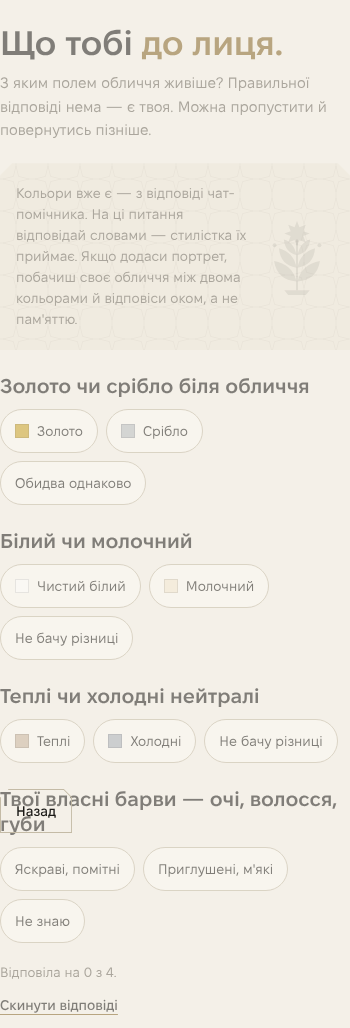 Що тобі до лиця.
З яким полем обличчя живіше? Правильної
відповіді нема — є твоя. Можна пропустити й
повернутись пізніше.
Кольори вже є — з відповіді чат-
помічника. На ці питання
відповідай словами — стилістка їх
приймає. Якщо додаси портрет,
побачиш своє обличчя між двома
кольорами й відповіси оком, а не
пам'яттю.
Золото чи срібло біля обличчя
Золото
Срібло
Обидва однаково
Білий чи молочний
Чистий білий
Молочний
Не бачу різниці
Теплі чи холодні нейтралі
Теплі
Холодні
Не бачу різниці
Твої власні барви — очі, волосся,
губи
Назад
Яскраві, помітні
Приглушені, м'які
Не знаю
Відповіла на 0 з 4.
Скинути відповіді